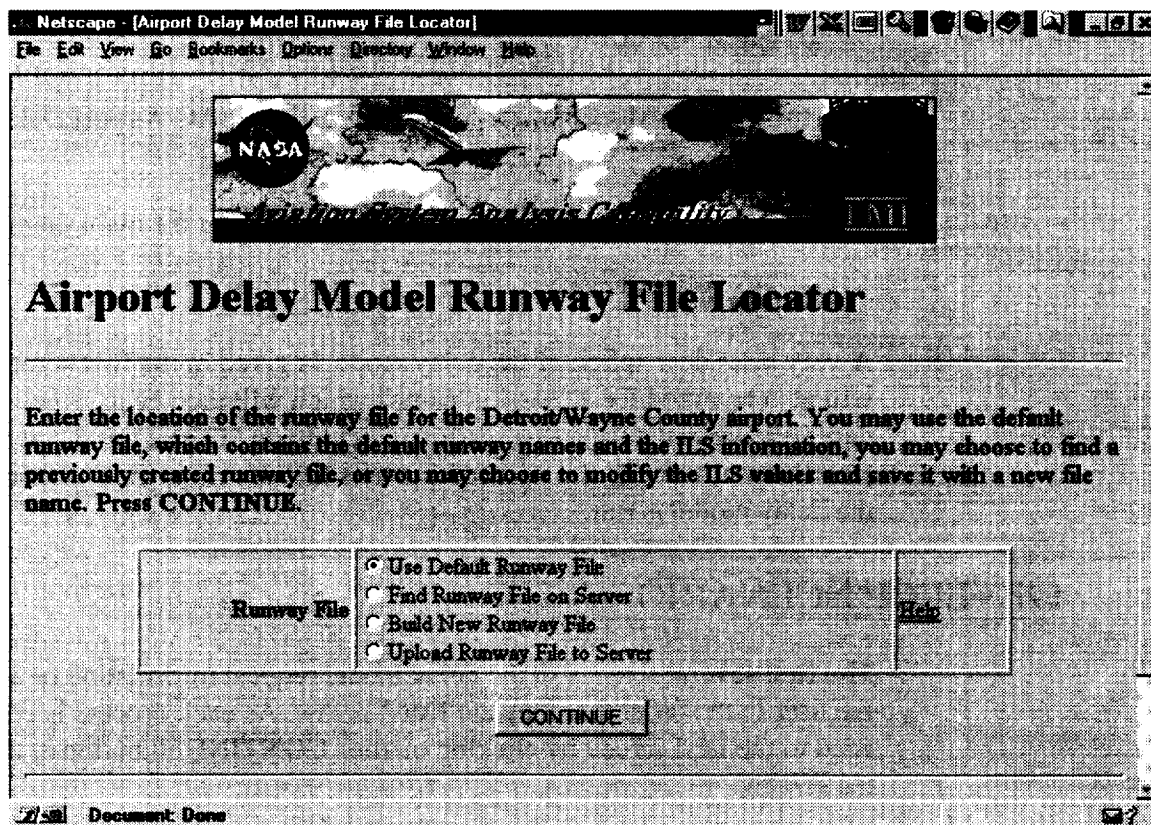 Netscape - [Airport Delay Model Runway File Locator]
File Edit View Go Bookmarks Options Directory Window Help
NASA
Aviation System Analysis Capability
LMI
Airport Delay Model Runway File Locator
Enter the location of the runway file for the Detroit/Wayne County airport. You may use the default
runway file, which contains the default runway names and the ILS information, you may choose to find a
previously created runway file, or you may choose to modify the ILS values and save it with a new file
name. Press CONTINUE.
Runway File
Use Default Runway File
Find Runway File on Server
Build New Runway File
Upload Runway File to Server
Help
CONTINUE
Document: Done